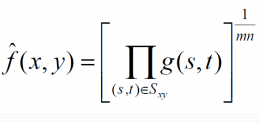 f̂(x, y) = [ ∏_{(s,t)∈S_{xy}} g(s,t) ]^{1/mn}